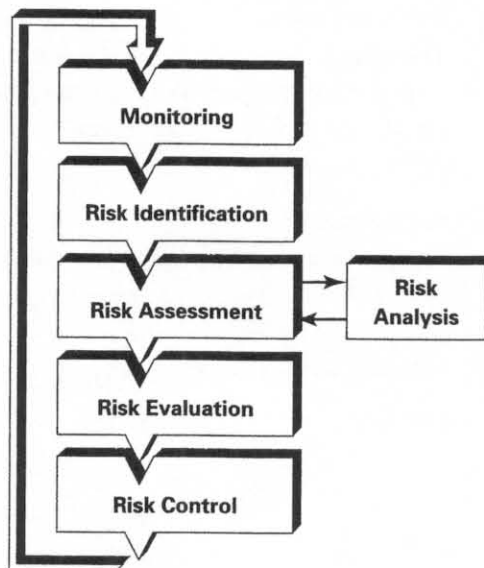 Monitoring
Risk Identification
Risk Assessment
Risk
Analysis
Risk Evaluation
Risk Control